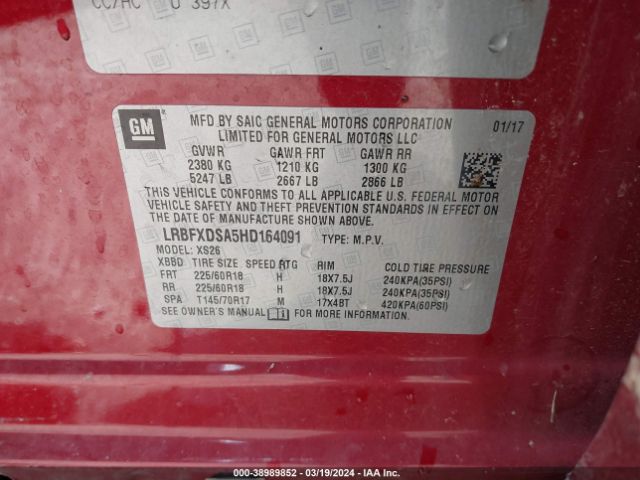 CC/HC U 397X
GM
MFD BY SAIC GENERAL MOTORS CORPORATION 01/17
LIMITED FOR GENERAL MOTORS LLC
GVWR GAWR FRT GAWR RR
2380 KG 1210 KG 1300 KG
5247 LB 2667 LB 2866 LB
THIS VEHICLE CONFORMS TO ALL APPLICABLE U.S. FEDERAL MOTOR
VEHICLE SAFETY AND THEFT PREVENTION STANDARDS IN EFFECT ON
THE DATE OF MANUFACTURE SHOWN ABOVE.
LRBFXDSA5HD164091 TYPE: M.P.V.
MODEL: XS26
XBBD TIRE SIZE SPEED RTG RIM COLD TIRE PRESSURE
FRT 225/60R18 H 18X7.5J 240KPA(35PSI)
RR 225/60R18 H 18X7.5J 240KPA(35PSI)
SPA T145/70R17 M 17X4BT 420KPA(60PSI)
SEE OWNER'S MANUAL FOR MORE INFORMATION
000-38989852 / 03/19/2024 - IAA Inc.